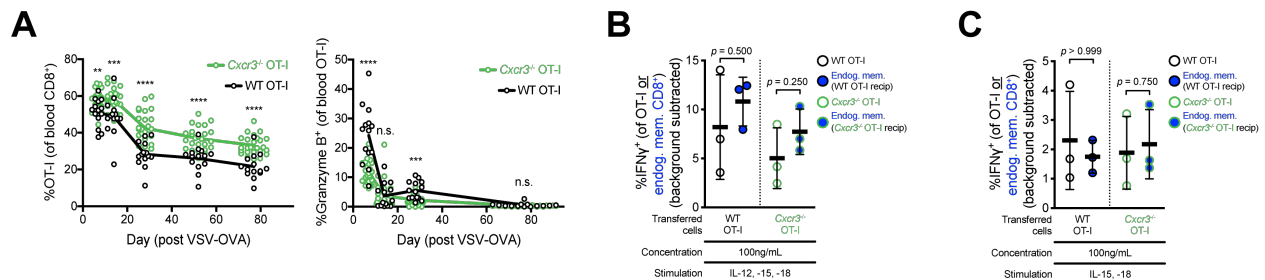 A
%OT-I (of blood CD8⁺)
80
60
40
20
0
** *** **** **** ****
Cxcr3⁻/⁻ OT-I
WT OT-I
0 20 40 60 80
Day (post VSV-OVA)
%Granzyme B⁺ (of blood OT-I)
50
40
30
20
10
0
**** n.s. *** n.s.
Cxcr3⁻/⁻ OT-I
WT OT-I
0 20 40 60 80
Day (post VSV-OVA)
B
%IFNγ⁺ (of OT-I or
endog. mem. CD8⁺)
(background subtracted)
15
10
5
0
p = 0.500
p = 0.250
WT OT-I
Endog. mem.
(WT OT-I recip)
Cxcr3⁻/⁻ OT-I
Endog. mem.
(Cxcr3⁻/⁻ OT-I recip)
Transferred
cells
WT
OT-I
Cxcr3⁻/⁻
OT-I
Concentration
100ng/mL
Stimulation
IL-12, -15, -18
C
%IFNγ⁺ (of OT-I or
endog. mem. CD8⁺)
(background subtracted)
5
4
3
2
1
0
p > 0.999
p = 0.750
WT OT-I
Endog. mem.
(WT OT-I recip)
Cxcr3⁻/⁻ OT-I
Endog. mem.
(Cxcr3⁻/⁻ OT-I recip)
Transferred
cells
WT
OT-I
Cxcr3⁻/⁻
OT-I
Concentration
100ng/mL
Stimulation
IL-15, -18